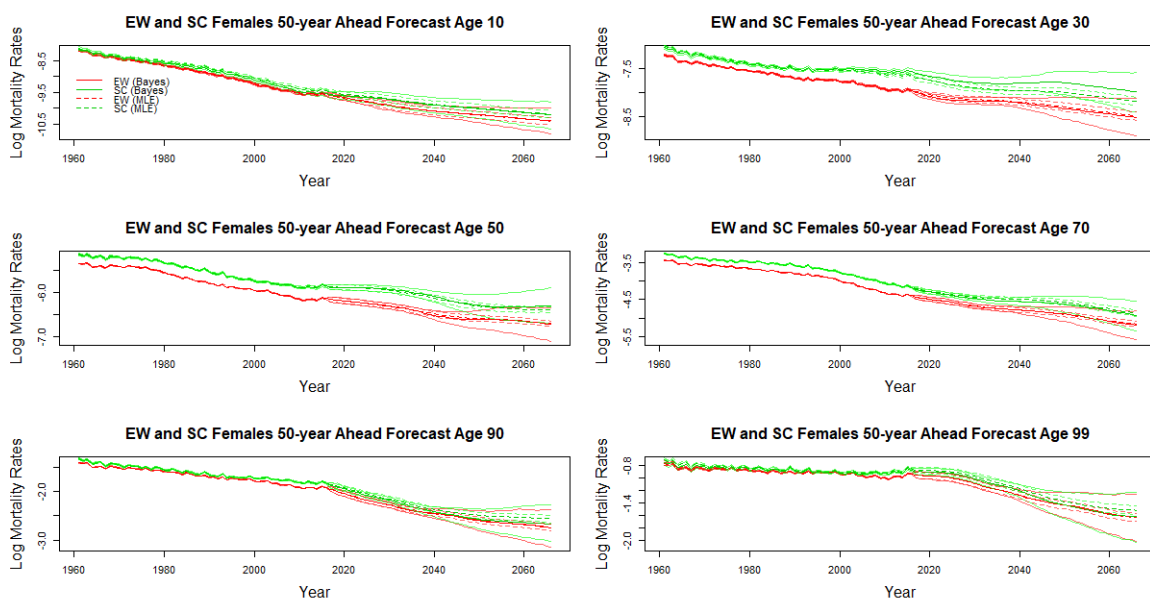 EW and SC Females 50-year Ahead Forecast Age 10
Log Mortality Rates
-8.5
-9.5
-10.5
EW (Bayes)
SC (Bayes)
EW (MLE)
SC (MLE)
1960 1980 2000 2020 2040 2060
Year
EW and SC Females 50-year Ahead Forecast Age 30
Log Mortality Rates
-7.5
-8.5
1960 1980 2000 2020 2040 2060
Year
EW and SC Females 50-year Ahead Forecast Age 50
Log Mortality Rates
-6.0
-7.0
1960 1980 2000 2020 2040 2060
Year
EW and SC Females 50-year Ahead Forecast Age 70
Log Mortality Rates
-3.5
-4.5
-5.5
1960 1980 2000 2020 2040 2060
Year
EW and SC Females 50-year Ahead Forecast Age 90
Log Mortality Rates
-2.0
-3.0
1960 1980 2000 2020 2040 2060
Year
EW and SC Females 50-year Ahead Forecast Age 99
Log Mortality Rates
-0.8
-1.4
-2.0
1960 1980 2000 2020 2040 2060
Year